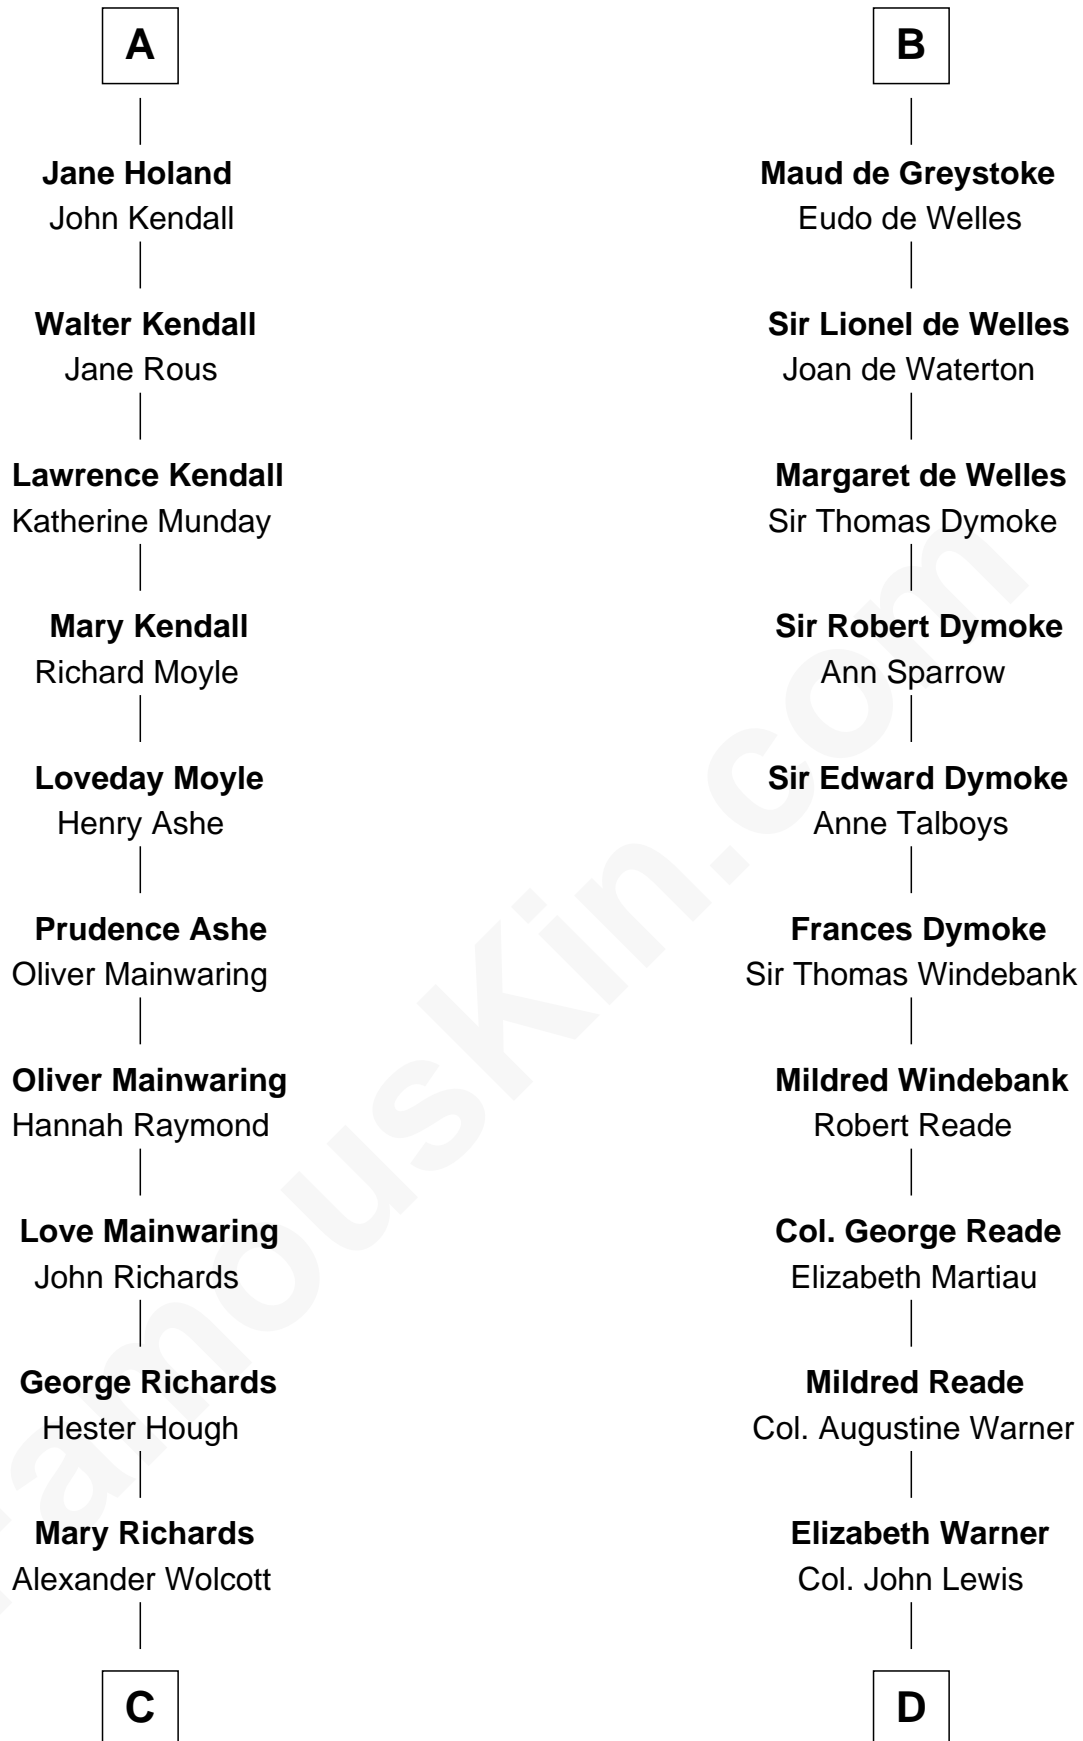 A
Jane Holand
John Kendall
Walter Kendall
Jane Rous
Lawrence Kendall
Katherine Munday
Mary Kendall
Richard Moyle
Loveday Moyle
Henry Ashe
Prudence Ashe
Oliver Mainwaring
Oliver Mainwaring
Hannah Raymond
Love Mainwaring
John Richards
George Richards
Hester Hough
Mary Richards
Alexander Wolcott
C
B
Maud de Greystoke
Eudo de Welles
Sir Lionel de Welles
Joan de Waterton
Margaret de Welles
Sir Thomas Dymoke
Sir Robert Dymoke
Ann Sparrow
Sir Edward Dymoke
Anne Talboys
Frances Dymoke
Sir Thomas Windebank
Mildred Windebank
Robert Reade
Col. George Reade
Elizabeth Martiau
Mildred Reade
Col. Augustine Warner
Elizabeth Warner
Col. John Lewis
D
FamousKin.com